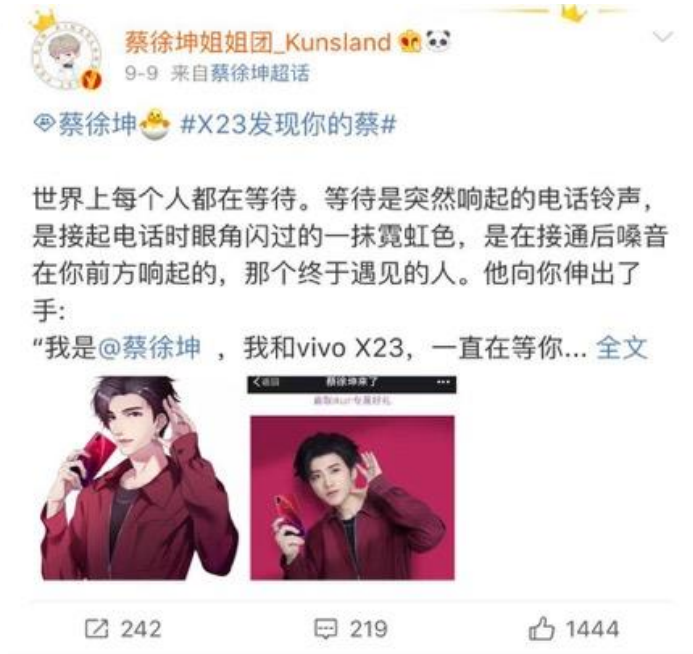 蔡徐坤姐姐团_Kunsland
9-9 来自蔡徐坤超话
蔡徐坤 #X23发现你的蔡#
世界上每个人都在等待。等待是突然响起的电话铃声，
是接起电话时眼角闪过的一抹霓虹色，是在接通后嗓音
在你前方响起的，那个终于遇见的人。他向你伸出了
手:
“我是@蔡徐坤 ，我和vivo X23，一直在等你... 全文
返回 蔡徐坤来了
242 219 1444